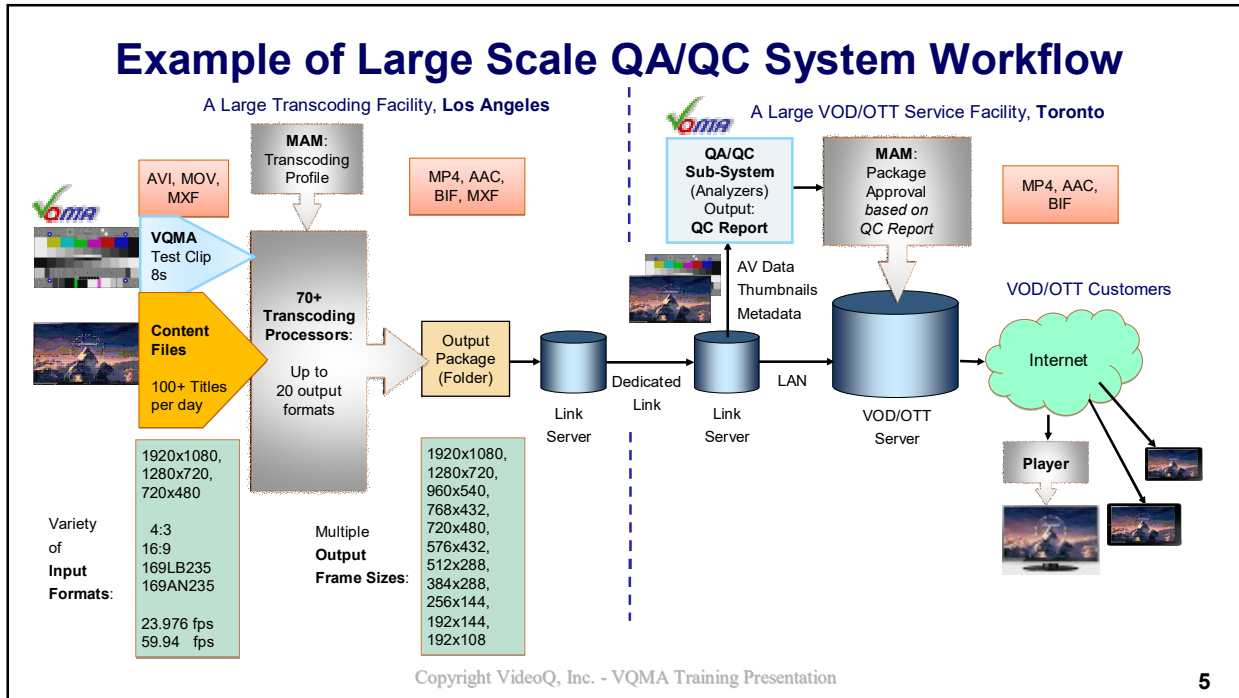 Example of Large Scale QA/QC System Workflow
A Large Transcoding Facility, Los Angeles
A Large VOD/OTT Service Facility, Toronto
VQMA
AVI, MOV,
MXF
MAM:
Transcoding
Profile
MP4, AAC,
BIF, MXF
VQMA
QA/QC
Sub-System
(Analyzers)
Output:
QC Report
MAM:
Package
Approval
based on
QC Report
MP4, AAC,
BIF
VQMA
Test Clip
8s
Content
Files
100+ Titles
per day
70+
Transcoding
Processors:
Up to
20 output
formats
Output
Package
(Folder)
Link
Server
Dedicated
Link
Link
Server
AV Data
Thumbnails
Metadata
LAN
VOD/OTT
Server
VOD/OTT Customers
Internet
Player
Variety
of
Input
Formats:
1920x1080,
1280x720,
720x480
4:3
16:9
169LB235
169AN235
23.976 fps
59.94 fps
Multiple
Output
Frame Sizes:
1920x1080,
1280x720,
960x540,
768x432,
720x480,
576x432,
512x288,
384x288,
256x144,
192x144,
192x108
Copyright VideoQ, Inc. - VQMA Training Presentation
5